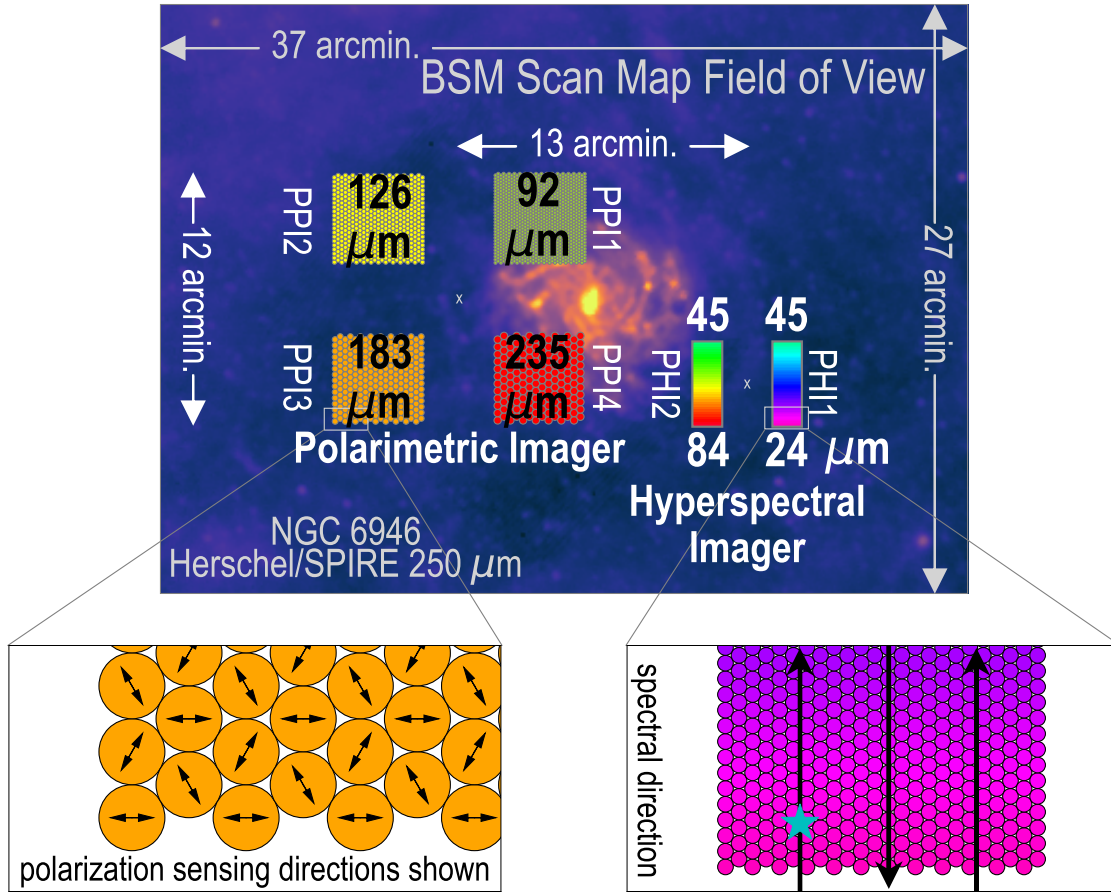 37 arcmin.
BSM Scan Map Field of View
13 arcmin.
12 arcmin.
27 arcmin.
PPI2
126
μm
92
μm
PPI1
x
PPI3
183
μm
235
μm
PPI4
PHI2
45
84
x
45
24 μm
PHI1
Polarimetric Imager
Hyperspectral
Imager
NGC 6946
Herschel/SPIRE 250 μm
polarization sensing directions shown
spectral direction